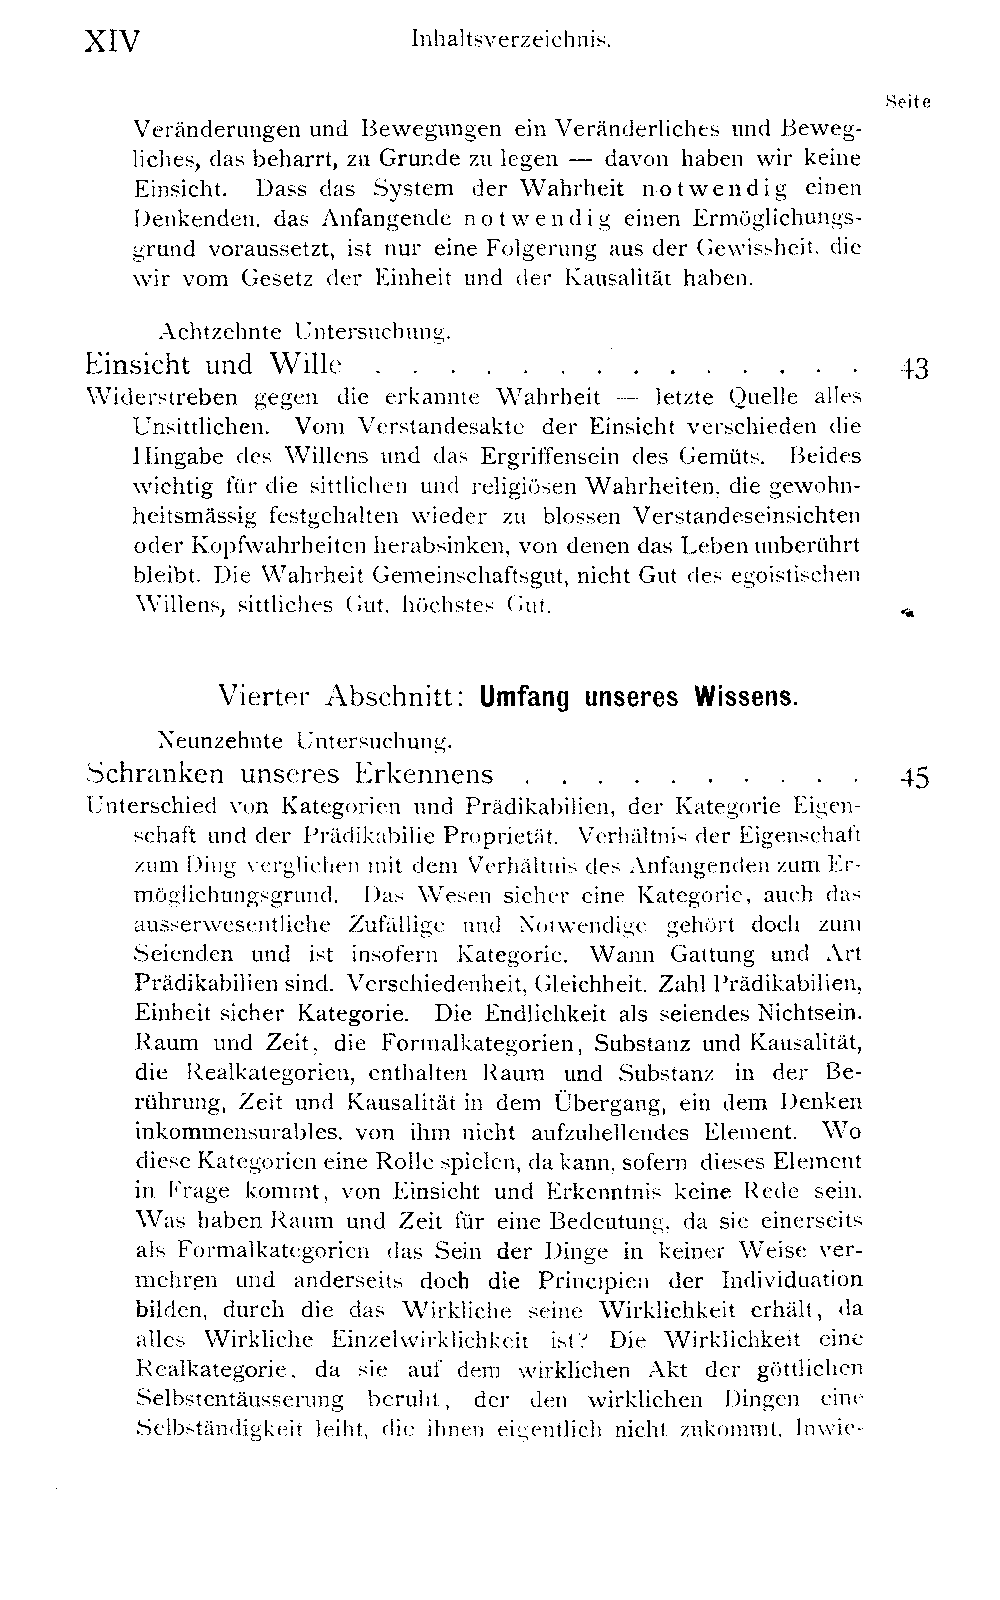 XIV
Inhaltsverzeichnis.
Seite
Veränderungen und Bewegungen ein Veränderliches und Beweg-
liches, das beharrt, zu Grunde zu legen — davon haben wir keine
Einsicht. Dass das System der Wahrheit notwendig einen
Denkenden, das Anfangende notwendig einen Ermöglichungs-
grund voraussetzt, ist nur eine Folgerung aus der Gewissheit, die
wir vom Gesetz der Einheit und der Kausalität haben.
Achtzehnte Untersuchung.
Einsicht und Wille . . . . . . . . . . . . . . 43
Widerstreben gegen die erkannte Wahrheit — letzte Quelle alles
Unsittlichen. Vom Verstandesakte der Einsicht verschieden die
Hingabe des Willens und das Ergriffensein des Gemüts. Beides
wichtig für die sittlichen und religiösen Wahrheiten, die gewohn-
heitsmässig festgehalten wieder zu blossen Verstandeseinsichten
oder Kopfwahrheiten herabsinken, von denen das Leben unberührt
bleibt. Die Wahrheit Gemeinschaftsgut, nicht Gut des egoistischen
Willens, sittliches Gut, höchstes Gut.
Vierter Abschnitt: Umfang unseres Wissens.
Neunzehnte Untersuchung.
Schranken unseres Erkennens . . . . . . . . . . 45
Unterschied von Kategorien und Prädikabilien, der Kategorie Eigen-
schaft und der Prädikabilie Proprietät. Verhältnis der Eigenschaft
zum Ding verglichen mit dem Verhältnis des Anfangenden zum Er-
möglichungsgrund. Das Wesen sicher eine Kategorie, auch das
ausserwesentliche Zufällige und Notwendige gehört doch zum
Seienden und ist insofern Kategorie. Wann Gattung und Art
Prädikabilien sind. Verschiedenheit, Gleichheit, Zahl Prädikabilien,
Einheit sicher Kategorie. Die Endlichkeit als seiendes Nichtsein.
Raum und Zeit, die Formalkategorien, Substanz und Kausalität,
die Realkategorien, enthalten Raum und Substanz in der Be-
rührung, Zeit und Kausalität in dem Übergang, ein dem Denken
inkommensurables, von ihm nicht aufzuhellendes Element. Wo
diese Kategorien eine Rolle spielen, da kann, sofern dieses Element
in Frage kommt, von Einsicht und Erkenntnis keine Rede sein.
Was haben Raum und Zeit für eine Bedeutung, da sie einerseits
als Formalkategorien das Sein der Dinge in keiner Weise ver-
mehren und anderseits doch die Principien der Individuation
bilden, durch die das Wirkliche seine Wirklichkeit erhält, da
alles Wirkliche Einzelwirklichkeit ist? Die Wirklichkeit eine
Realkategorie, da sie auf dem wirklichen Akt der göttlichen
Selbstentäusserung beruht, der den wirklichen Dingen eine
Selbständigkeit leiht, die ihnen eigentlich nicht zukommt. Inwie-